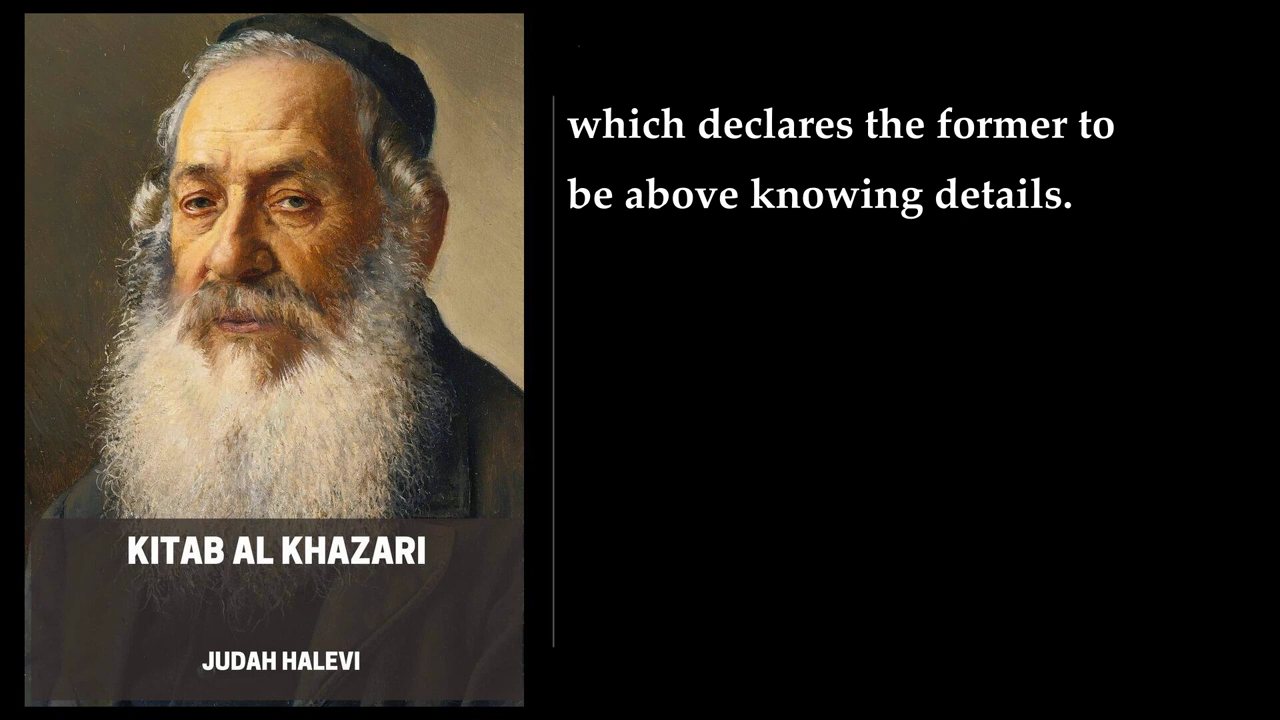 which declares the former to
be above knowing details.
KITAB AL KHAZARI
JUDAH HALEVI